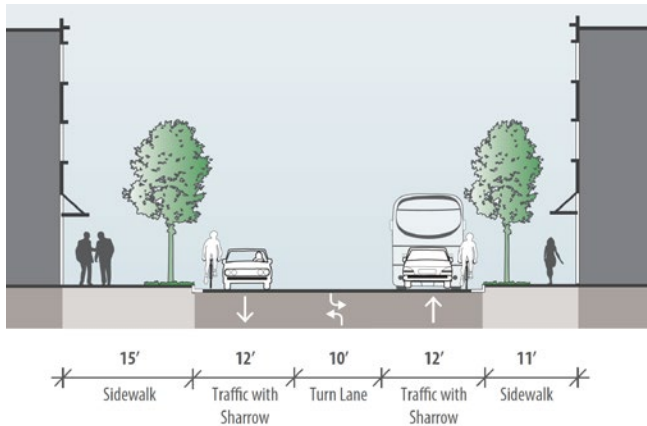 15′ 12′ 10′ 12′ 11′
Sidewalk Traffic with Turn Lane Traffic with Sidewalk
Sharrow Sharrow